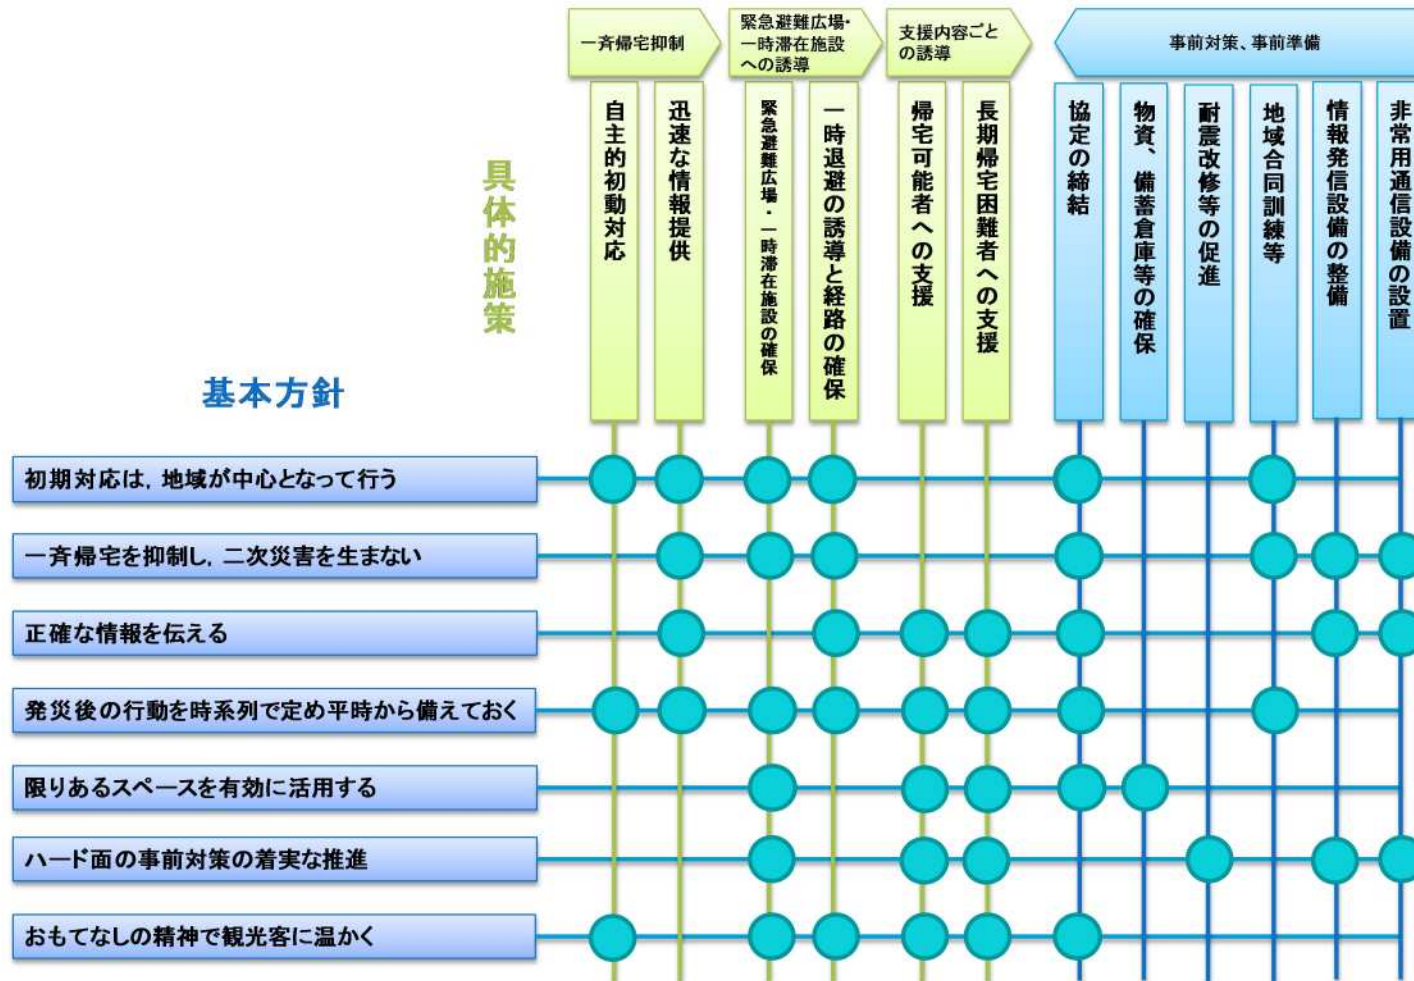 一斉帰宅抑制
緊急避難広場・
一時滞在施設
への誘導
支援内容ごと
の誘導
事前対策、事前準備
自主的初動対応
迅速な情報提供
緊急避難広場・一時滞在施設の確保
一時退避の誘導と経路の確保
帰宅可能者への支援
長期帰宅困難者への支援
協定の締結
物資、備蓄倉庫等の確保
耐震改修等の促進
地域合同訓練等
情報発信設備の整備
非常用通信設備の設置
具体的施策
基本方針
初期対応は，地域が中心となって行う
一斉帰宅を抑制し，二次災害を生まない
正確な情報を伝える
発災後の行動を時系列で定め平時から備えておく
限りあるスペースを有効に活用する
ハード面の事前対策の着実な推進
おもてなしの精神で観光客に温かく